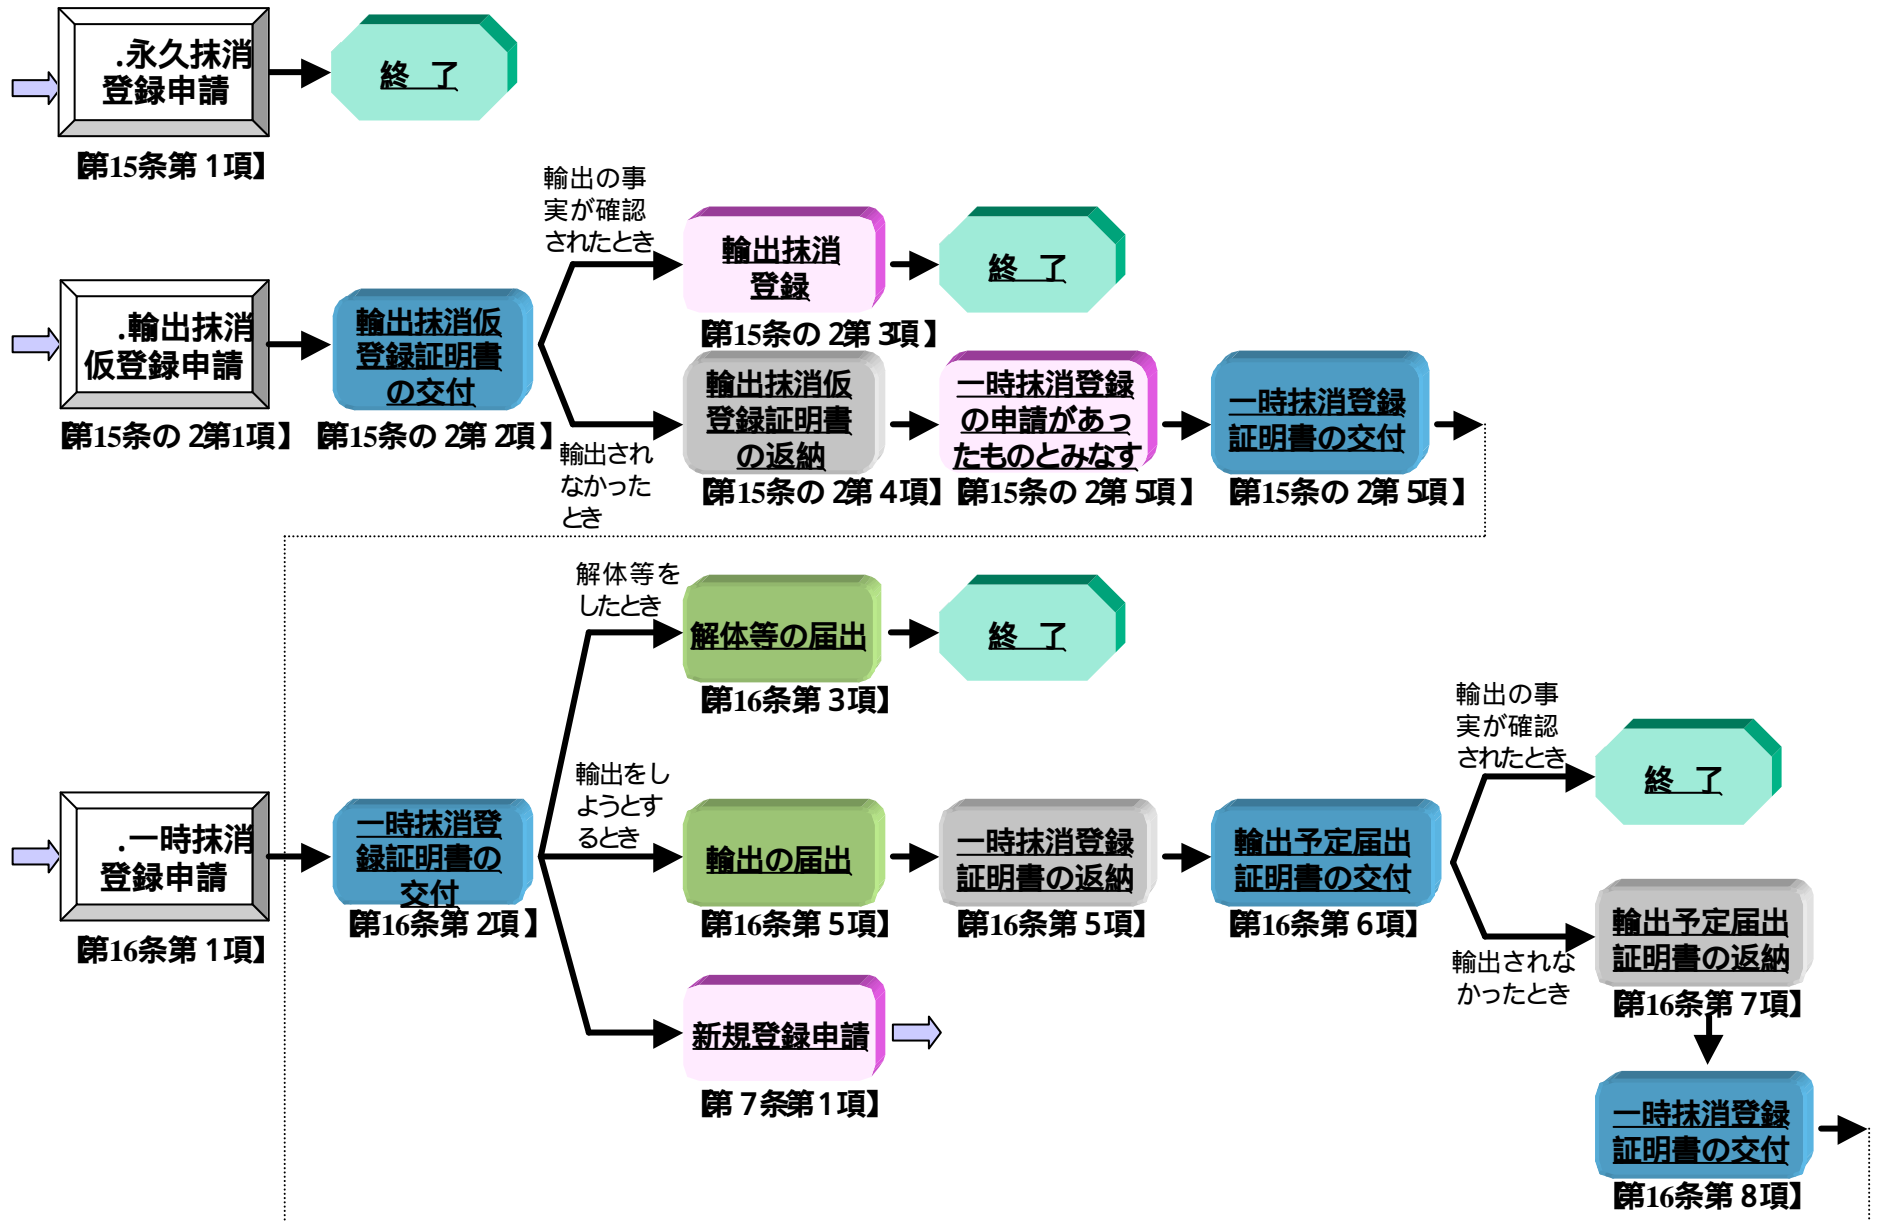 .永久抹消
登録申請
終　了
【第15条第1項】
輸出の事
実が確認
されたとき
輸出抹消
登録
終　了
【第15条の2第3項】
.輸出抹消
仮登録申請
【第15条の2第1項】
輸出抹消仮
登録証明書
の交付
【第15条の2第2項】
輸出され
なかった
とき
輸出抹消仮
登録証明書
の返納
【第15条の2第4項】
一時抹消登録
の申請があっ
たものとみなす
【第15条の2第5項】
一時抹消登録
証明書の交付
【第15条の2第5項】
解体等を
したとき
解体等の届出
終　了
【第16条第3項】
.一時抹消
登録申請
【第16条第1項】
一時抹消登
録証明書の
交付
【第16条第2項】
輸出をし
ようとす
るとき
輸出の届出
【第16条第5項】
一時抹消登録
証明書の返納
【第16条第5項】
輸出予定届出
証明書の交付
【第16条第6項】
輸出の事
実が確認
されたとき
終　了
輸出されな
かったとき
輸出予定届出
証明書の返納
【第16条第7項】
新規登録申請
【第7条第1項】
一時抹消登録
証明書の交付
【第16条第8項】